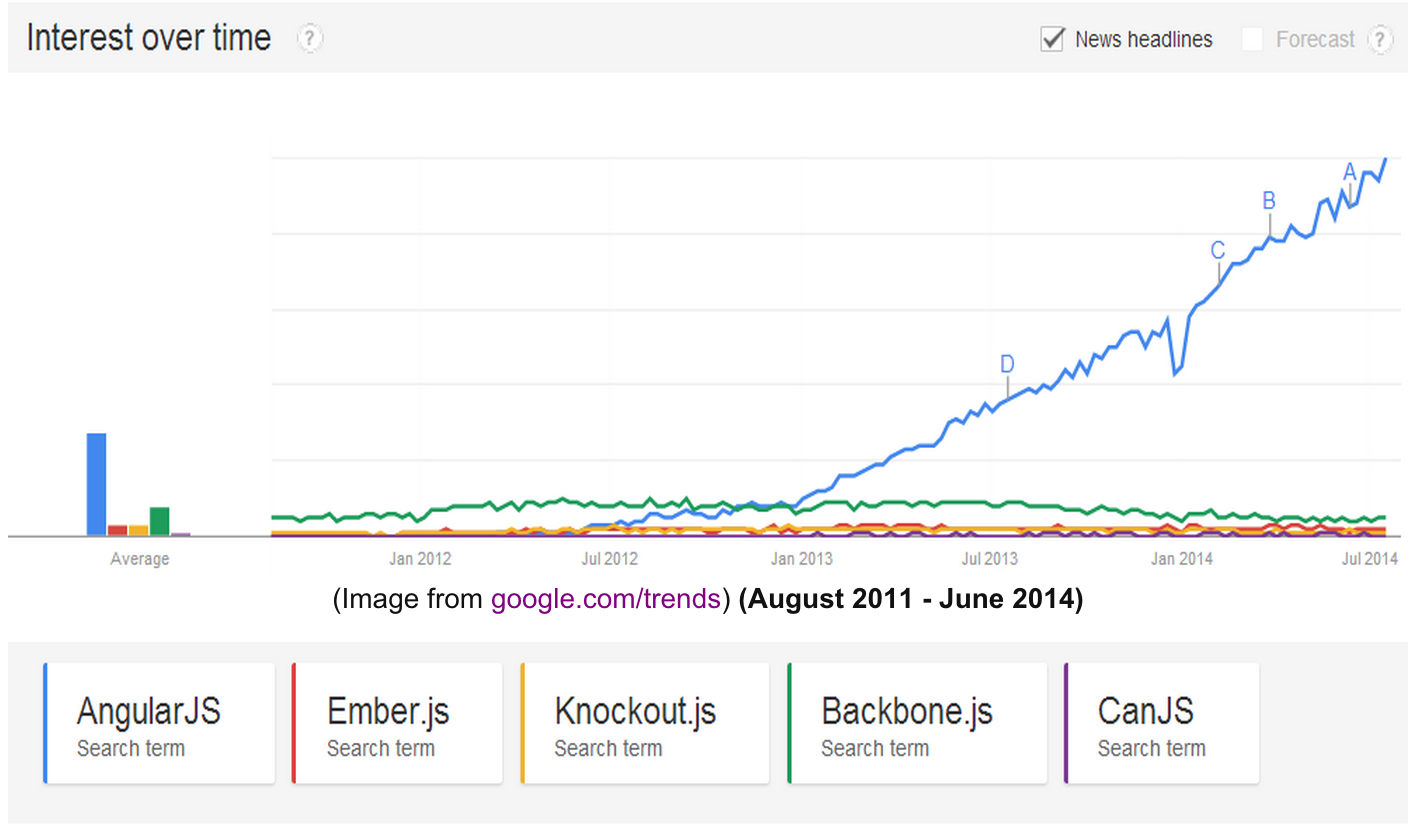 Interest over time ?
News headlines Forecast ?
A
B
C
D
Average Jan 2012 Jul 2012 Jan 2013 Jul 2013 Jan 2014 Jul 2014
(Image from google.com/trends) (August 2011 - June 2014)
AngularJS Ember.js Knockout.js Backbone.js CanJS
Search term Search term Search term Search term Search term